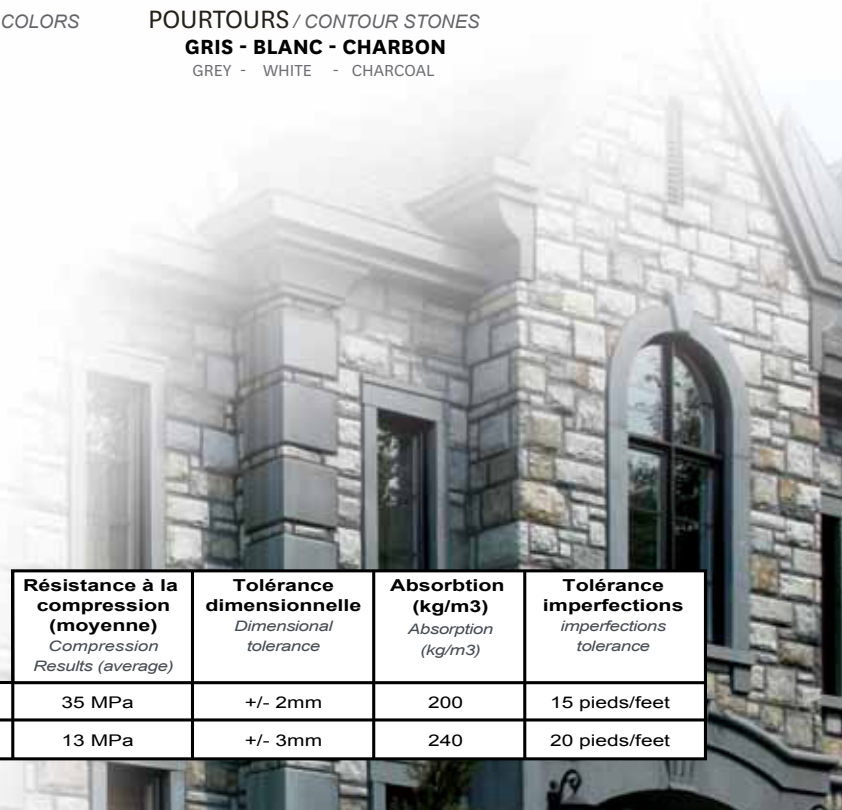 COLORS
POURTOURS / CONTOUR STONES
GRIS - BLANC - CHARBON
GREY - WHITE - CHARCOAL
Résistance à la compression (moyenne) Compression Results (average)
Tolérance dimensionnelle Dimensional tolerance
Absorbtion (kg/m3) Absorption (kg/m3)
Tolérance imperfections imperfections tolerance
35 MPa +/- 2mm 200 15 pieds/feet
13 MPa +/- 3mm 240 20 pieds/feet